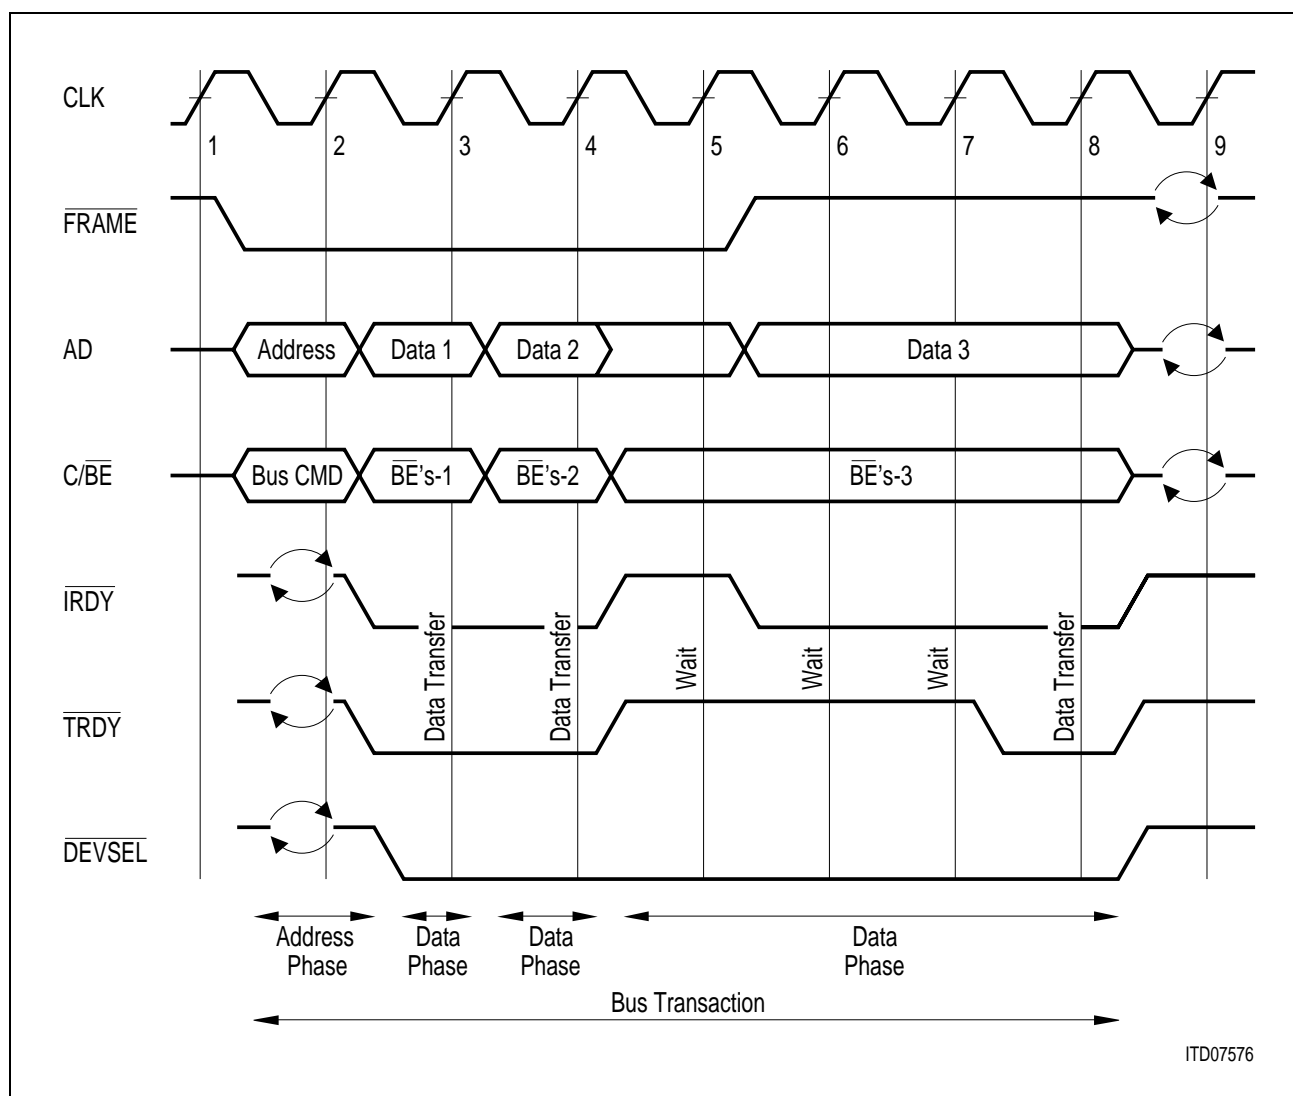 CLK
1 2 3 4 5 6 7 8 9
FRAME
AD
Address Data 1 Data 2 Data 3
C/BE
Bus CMD BE's-1 BE's-2 BE's-3
IRDY
Data Transfer
Data Transfer
Wait
Wait
Wait
Data Transfer
TRDY
DEVSEL
Address Phase
Data Phase
Data Phase
Data Phase
Bus Transaction
ITD07576